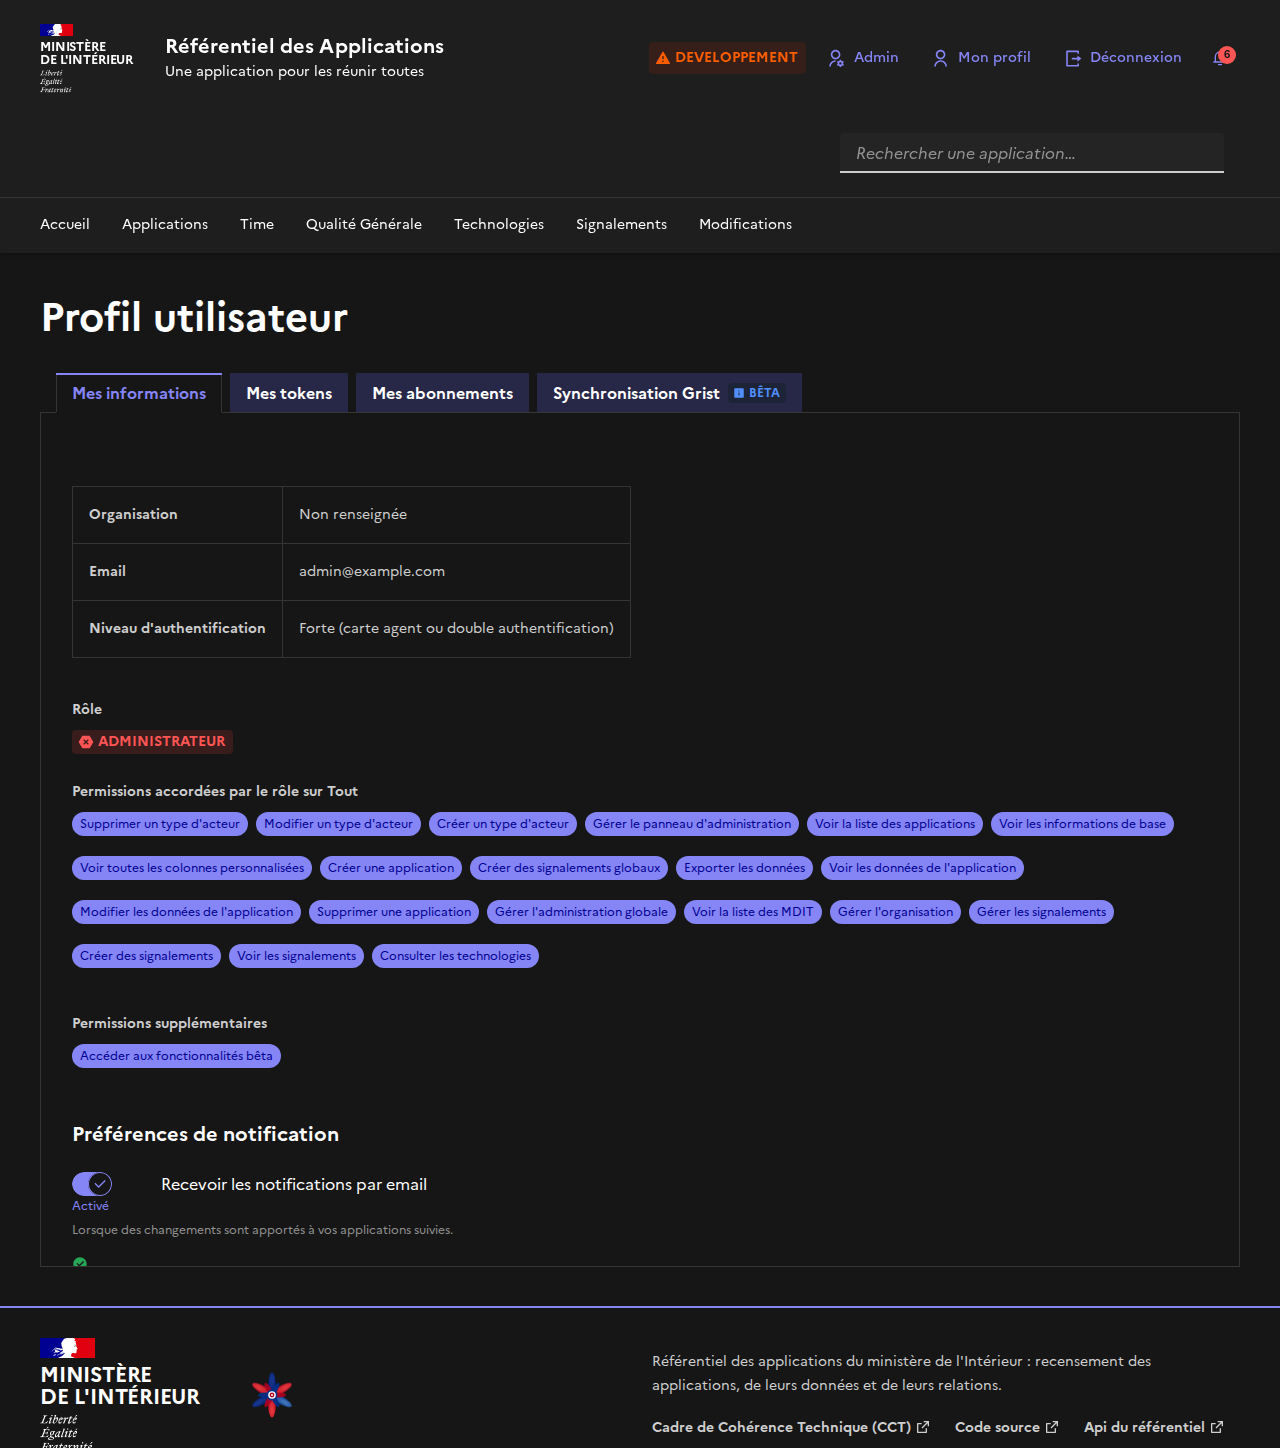 MINISTÈRE
DE L'INTÉRIEUR
Liberté
Égalité
Fraternité
Référentiel des Applications
Une application pour les réunir toutes
DEVELOPPEMENT
Admin
Mon profil
Déconnexion
6
Rechercher une application…
Accueil
Applications
Time
Qualité Générale
Technologies
Signalements
Modifications
Profil utilisateur
Mes informations
Mes tokens
Mes abonnements
Synchronisation Grist
BÊTA
Organisation
Non renseignée
Email
admin@example.com
Niveau d'authentification
Forte (carte agent ou double authentification)
Rôle
ADMINISTRATEUR
Permissions accordées par le rôle sur Tout
Supprimer un type d'acteur
Modifier un type d'acteur
Créer un type d'acteur
Gérer le panneau d'administration
Voir la liste des applications
Voir les informations de base
Voir toutes les colonnes personnalisées
Créer une application
Créer des signalements globaux
Exporter les données
Voir les données de l'application
Modifier les données de l'application
Supprimer une application
Gérer l'administration globale
Voir la liste des MDIT
Gérer l'organisation
Gérer les signalements
Créer des signalements
Voir les signalements
Consulter les technologies
Permissions supplémentaires
Accéder aux fonctionnalités bêta
Préférences de notification
Recevoir les notifications par email
Activé
Lorsque des changements sont apportés à vos applications suivies.
MINISTÈRE
DE L'INTÉRIEUR
Liberté
Égalité
Fraternité
Référentiel des applications du ministère de l'Intérieur : recensement des
applications, de leurs données et de leurs relations.
Cadre de Cohérence Technique (CCT)
Code source
Api du référentiel